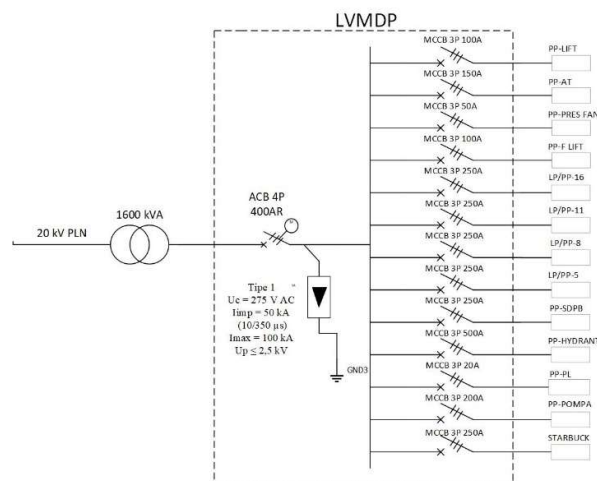 LVMDP
MCCB 3P 100A
PP-LIFT
MCCB 3P 150A
PP-AT
MCCB 3P 50A
PP-PRES FAN
MCCB 3P 100A
PP-F LIFT
MCCB 3P 250A
LP/PP-16
MCCB 3P 250A
LP/PP-11
MCCB 3P 250A
LP/PP-8
MCCB 3P 250A
LP/PP-5
MCCB 3P 250A
PP-SDPB
MCCB 3P 500A
PP-HYDRANT
MCCB 3P 20A
PP-PL
MCCB 3P 200A
PP-POMPA
MCCB 3P 250A
STARBUCK
20 kV PLN
1600 kVA
ACB 4P
400AR
Tipe 1
Uc = 275 V AC
Iimp = 50 kA
(10/350 µs)
Imax = 100 kA
Up ≤ 2,5 kV
GND3